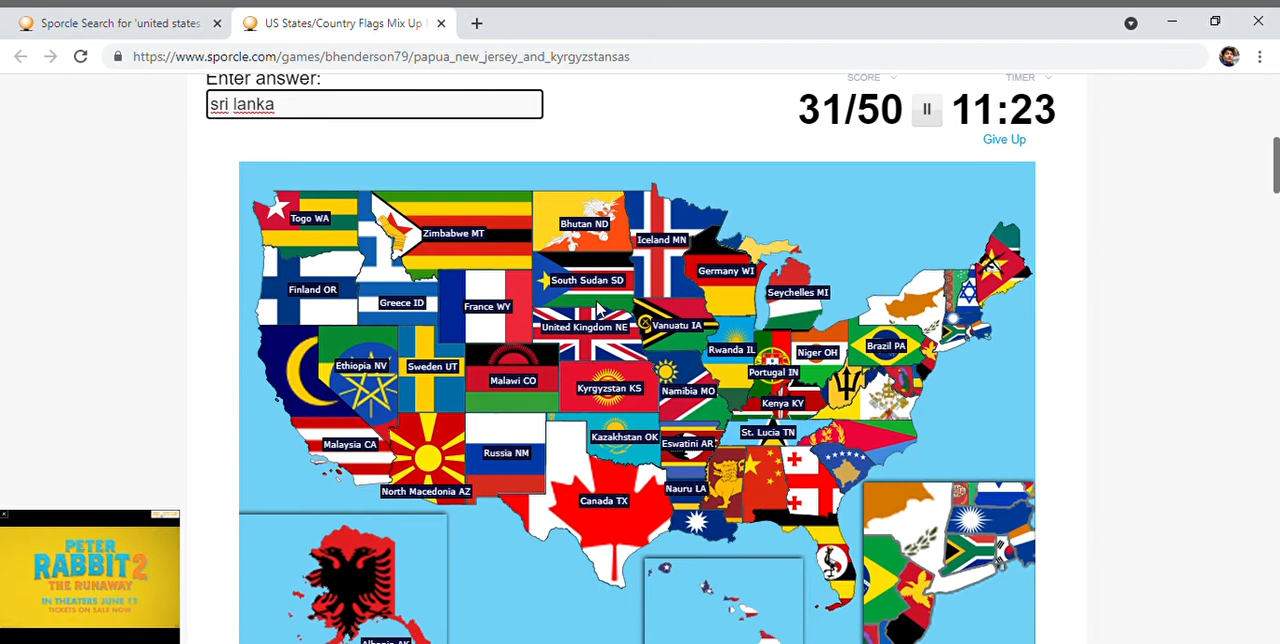 Sporcle Search for 'united states
US States/Country Flags Mix Up
https://www.sporcle.com/games/bhenderson79/papua_new_jersey_and_kyrgyzstansas
Enter answer:
sri lanka
SCORE
TIMER
31/50
11:23
Give Up
Togo WA
Zimbabwe MT
Bhutan ND
Iceland MN
Germany WI
Seychelles MI
Finland OR
Greece ID
France WY
South Sudan SD
United Kingdom NE
Vanuatu IA
Rwanda IL
Niger OH
Brazil PA
Ethiopia NV
Sweden UT
Malawi CO
Kyrgyzstan KS
Namibia MO
Portugal IN
Kenya KY
Malaysia CA
Russia NM
Kazakhstan OK
Eswatini AR
St. Lucia TN
North Macedonia AZ
Canada TX
Nauru LA
Albania AK
PETER
RABBIT 2
THE RUNAWAY
IN THEATERS JUNE 11
TICKETS ON SALE NOW